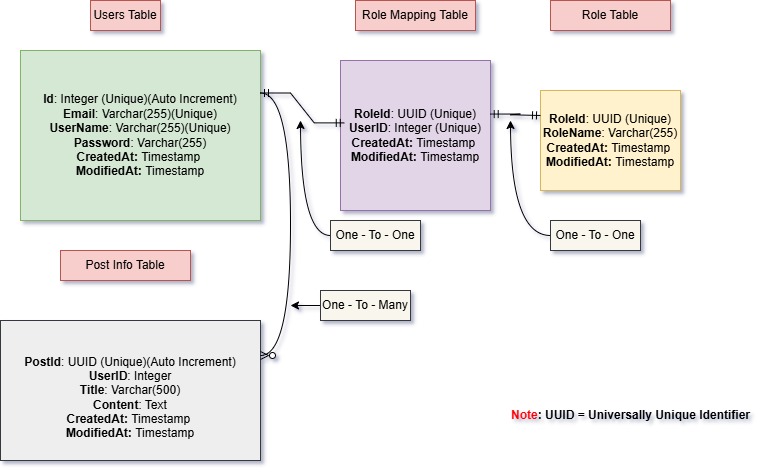 Users Table
Role Mapping Table
Role Table
Id: Integer (Unique)(Auto Increment)
Email: Varchar(255)(Unique)
UserName: Varchar(255)(Unique)
Password: Varchar(255)
CreatedAt: Timestamp
ModifiedAt: Timestamp
RoleId: UUID (Unique)
UserID: Integer (Unique)
CreatedAt: Timestamp
ModifiedAt: Timestamp
RoleId: UUID (Unique)
RoleName: Varchar(255)
CreatedAt: Timestamp
ModifiedAt: Timestamp
One - To - One
One - To - One
Post Info Table
One - To - Many
PostId: UUID (Unique)(Auto Increment)
UserID: Integer
Title: Varchar(500)
Content: Text
CreatedAt: Timestamp
ModifiedAt: Timestamp
Note: UUID = Universally Unique Identifier